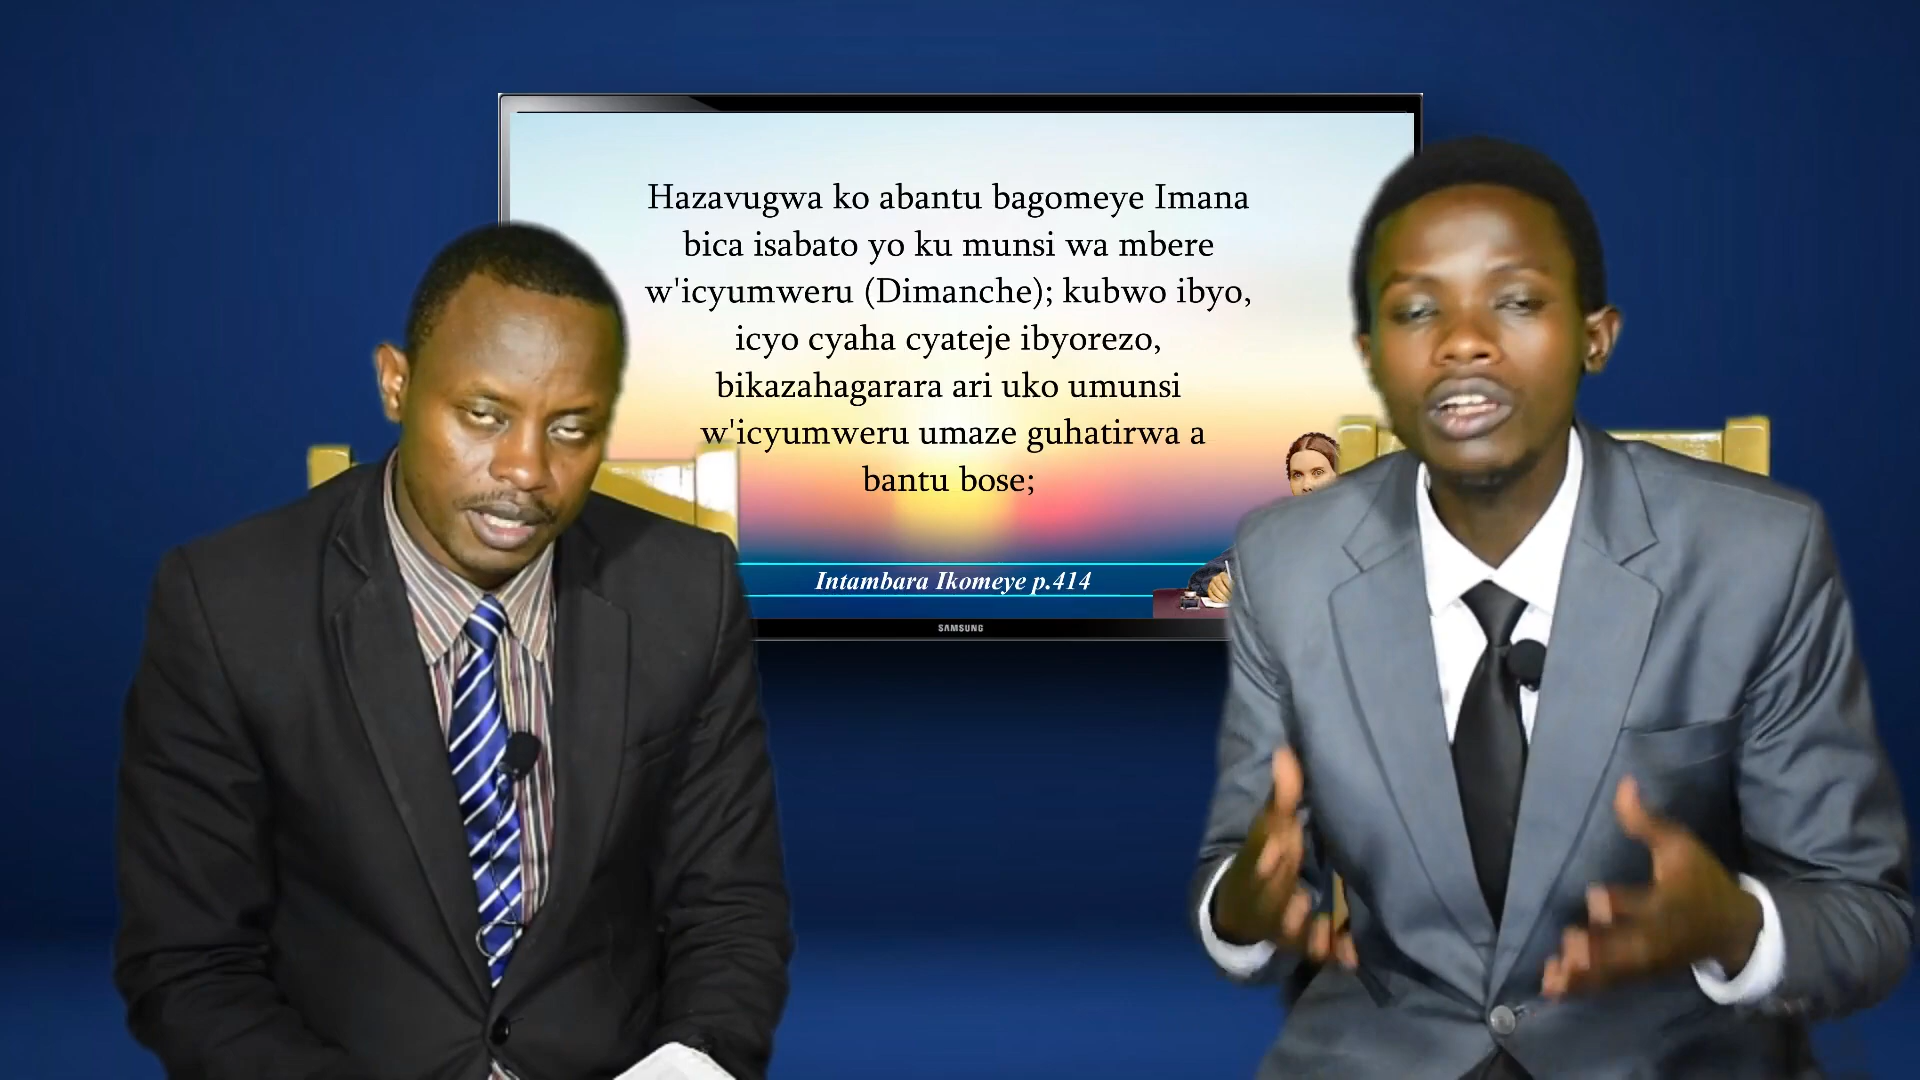 Hazavugwa ko abantu bagomeye Imana
bica isabato yo ku munsi wa mbere
w'icyumweru (Dimanche); kubwo ibyo,
icyo cyaha cyateje ibyorezo,
bikazahagarara ari uko umunsi
w'icyumweru umaze guhatirwa a
bantu bose;
Intambara Ikomeye p.414
SAMSUNG